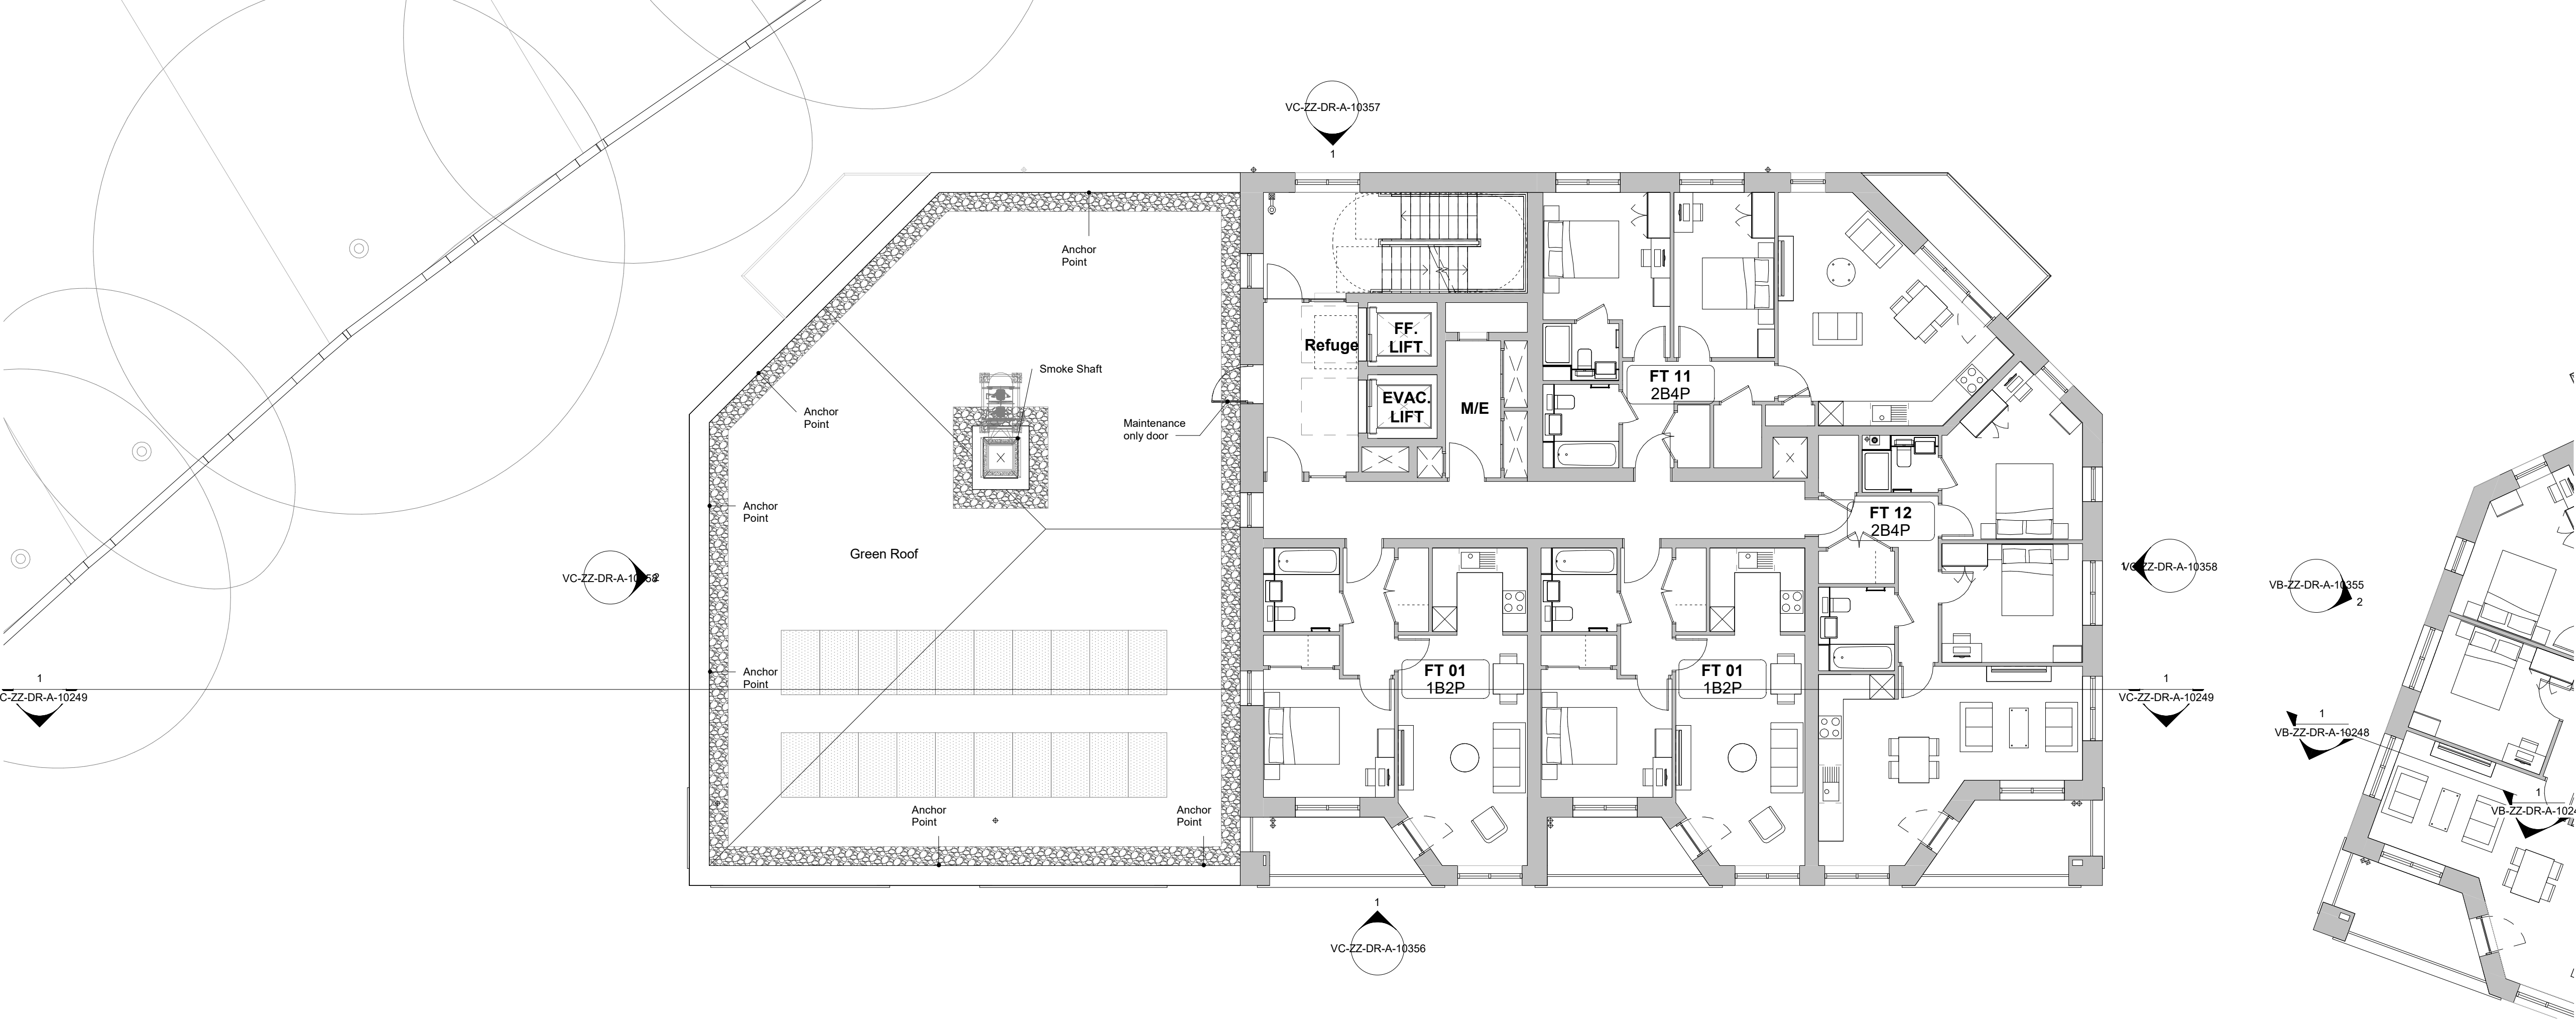 VC-ZZ-DR-A-10357
1
Anchor
Point
Smoke Shaft
Anchor
Point
Maintenance
only door
Anchor
Point
Green Roof
Anchor
Point
Anchor
Point
Anchor
Point
Refuge
FF.
LIFT
EVAC.
LIFT
M/E
FT 11
2B4P
FT 12
2B4P
FT 01
1B2P
FT 01
1B2P
2
1
C-ZZ-DR-A-10249
1
VC-ZZ-DR-A-10249
VC-ZZ-DR-A-10356
1
VB-ZZ-DR-A-10355
2
1
VB-ZZ-DR-A-10248
1
VB-ZZ-DR-A-1024